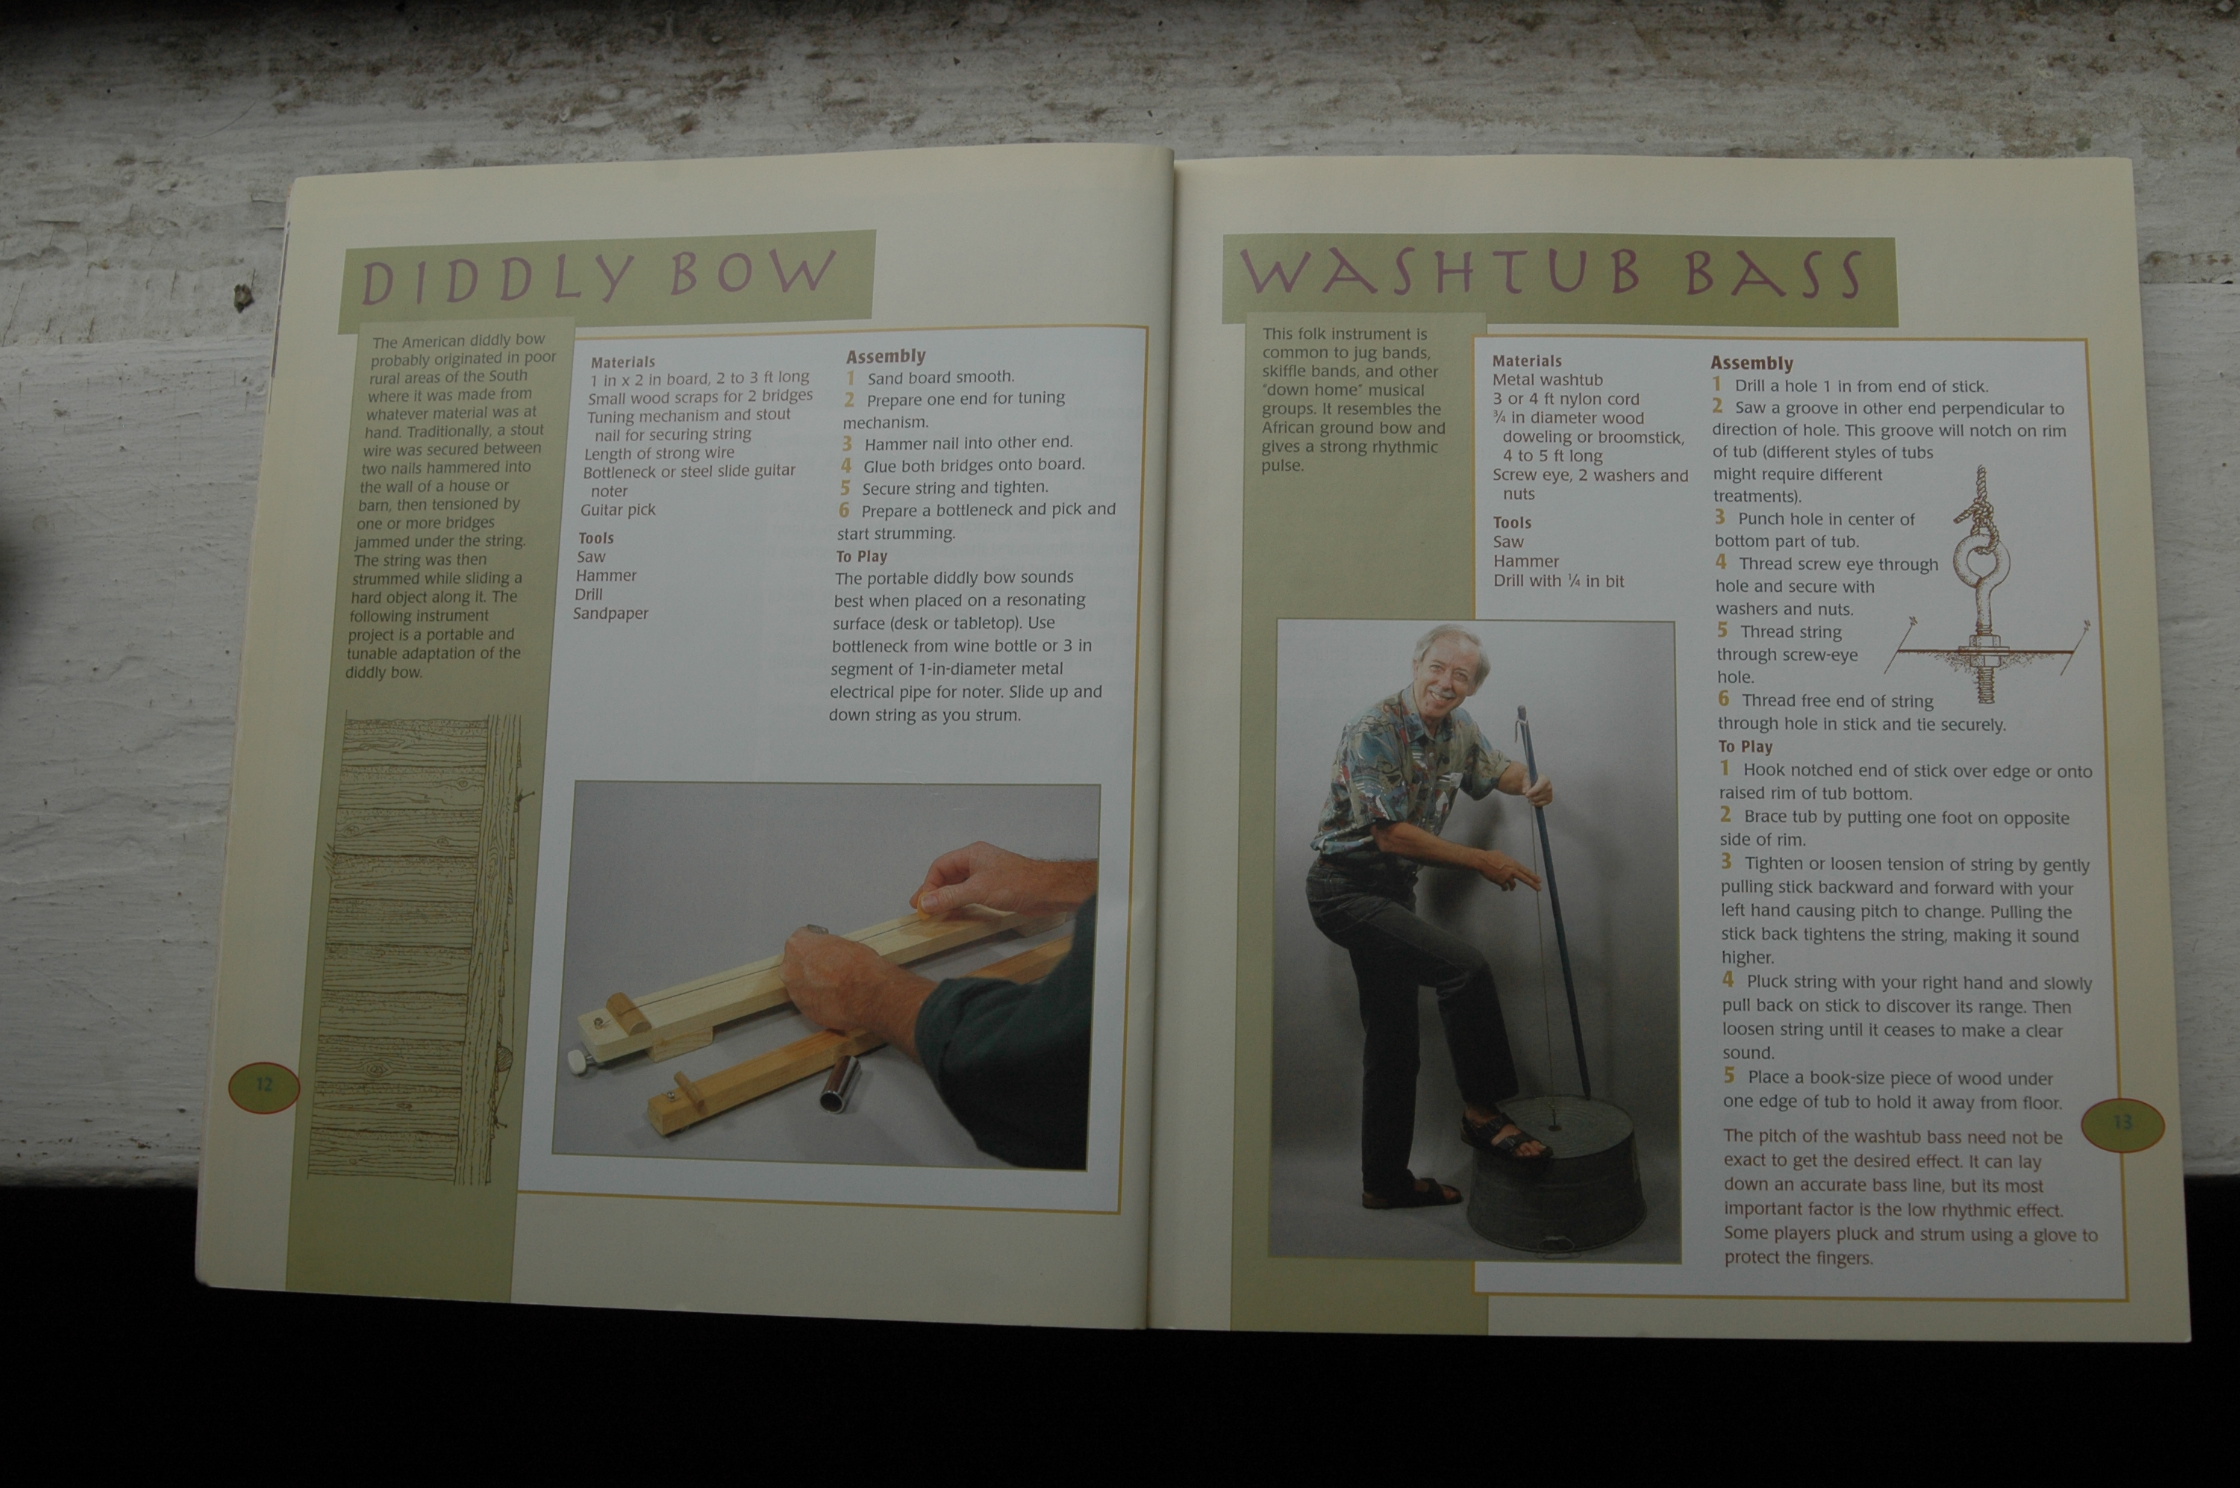 DIDDLY BOW
The American diddly bow
probably originated in poor
rural areas of the South
where it was made from
whatever material was at
hand. Traditionally, a stout
wire was secured between
two nails hammered into
the wall of a house or
barn, then tensioned by
one or more bridges
jammed under the string.
The string was then
strummed while sliding a
hard object along it. The
following instrument
project is a portable and
tunable adaptation of the
diddly bow.
Materials
1 in x 2 in board, 2 to 3 ft long
Small wood scraps for 2 bridges
Tuning mechanism and stout
nail for securing string
Length of strong wire
Bottleneck or steel slide guitar
noter
Guitar pick
Tools
Saw
Hammer
Drill
Sandpaper
Assembly
1 Sand board smooth.
2 Prepare one end for tuning
mechanism.
3 Hammer nail into other end.
4 Glue both bridges onto board.
5 Secure string and tighten.
6 Prepare a bottleneck and pick and
start strumming.
To Play
The portable diddly bow sounds
best when placed on a resonating
surface (desk or tabletop). Use
bottleneck from wine bottle or 3 in
segment of 1-in-diameter metal
electrical pipe for noter. Slide up and
down string as you strum.
12
WASHTUB BASS
This folk instrument is
common to jug bands,
skiffle bands, and other
"down home" musical
groups. It resembles the
African ground bow and
gives a strong rhythmic
pulse.
Materials
Metal washtub
3 or 4 ft nylon cord
¾ in diameter wood
doweling or broomstick,
4 to 5 ft long
Screw eye, 2 washers and
nuts
Tools
Saw
Hammer
Drill with ¼ in bit
Assembly
1 Drill a hole 1 in from end of stick.
2 Saw a groove in other end perpendicular to
direction of hole. This groove will notch on rim
of tub (different styles of tubs
might require different
treatments).
3 Punch hole in center of
bottom part of tub.
4 Thread screw eye through
hole and secure with
washers and nuts.
5 Thread string
through screw-eye
hole.
6 Thread free end of string
through hole in stick and tie securely.
To Play
1 Hook notched end of stick over edge or onto
raised rim of tub bottom.
2 Brace tub by putting one foot on opposite
side of rim.
3 Tighten or loosen tension of string by gently
pulling stick backward and forward with your
left hand causing pitch to change. Pulling the
stick back tightens the string, making it sound
higher.
4 Pluck string with your right hand and slowly
pull back on stick to discover its range. Then
loosen string until it ceases to make a clear
sound.
5 Place a book-size piece of wood under
one edge of tub to hold it away from floor.
The pitch of the washtub bass need not be
exact to get the desired effect. It can lay
down an accurate bass line, but its most
important factor is the low rhythmic effect.
Some players pluck and strum using a glove to
protect the fingers.
13